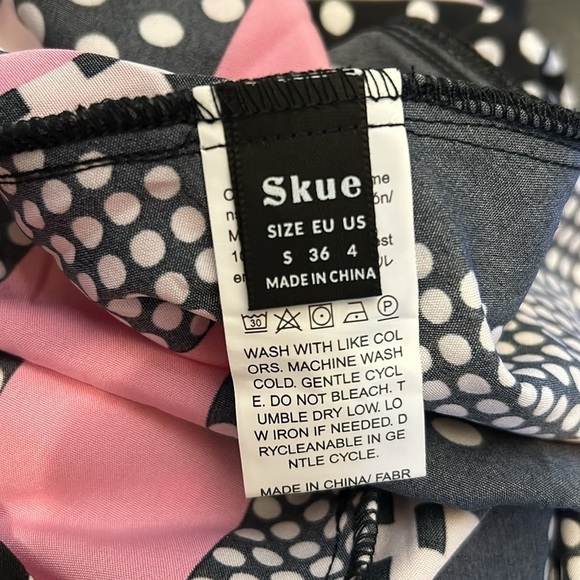 Skue
SIZE EU US
S 36 4
MADE IN CHINA
30
P
WASH WITH LIKE COL
ORS. MACHINE WASH
COLD. GENTLE CYCL
E. DO NOT BLEACH. T
UMBLE DRY LOW. LO
W IRON IF NEEDED. D
RYCLEANABLE IN GE
NTLE CYCLE.
MADE IN CHINA/ FABR